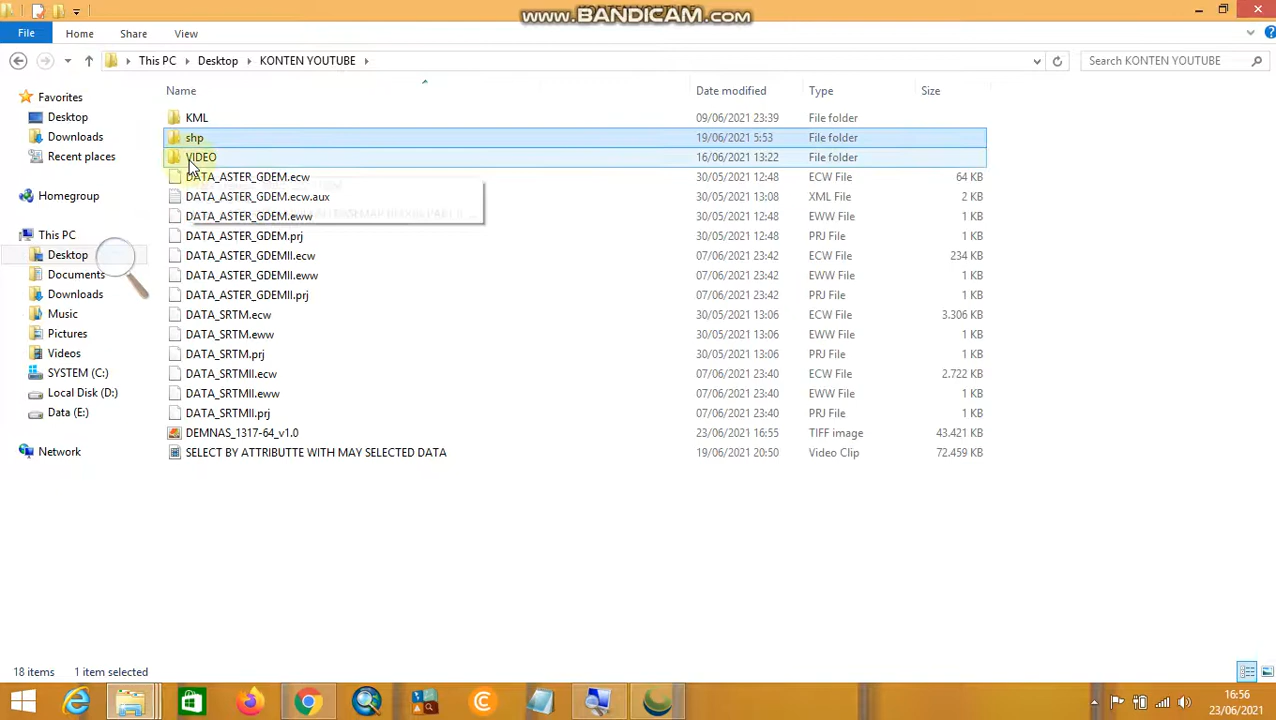 www.BANDICAM.com
File Home Share View
This PC Desktop KONTEN YOUTUBE Search KONTEN YOUTUBE
Name Date modified Type Size
Favorites
Desktop
Downloads
Recent places
Homegroup
This PC
Desktop
Documents
Downloads
Music
Pictures
Videos
SYSTEM (C:)
Local Disk (D:)
Data (E:)
Network
KML 09/06/2021 23:39 File folder
shp 19/06/2021 5:53 File folder
VIDEO 16/06/2021 13:22 File folder
DATA_ASTER_GDEM.ecw 30/05/2021 12:48 ECW File 64 KB
DATA_ASTER_GDEM.ecw.aux 30/05/2021 13:08 XML File 2 KB
DATA_ASTER_GDEM.eww 30/05/2021 12:48 EWW File 1 KB
DATA_ASTER_GDEM.prj 30/05/2021 12:48 PRJ File 1 KB
DATA_ASTER_GDEMII.ecw 07/06/2021 23:42 ECW File 234 KB
DATA_ASTER_GDEMII.eww 07/06/2021 23:42 EWW File 1 KB
DATA_ASTER_GDEMII.prj 07/06/2021 23:42 PRJ File 1 KB
DATA_SRTM.ecw 30/05/2021 13:06 ECW File 3.306 KB
DATA_SRTM.eww 30/05/2021 13:06 EWW File 1 KB
DATA_SRTM.prj 30/05/2021 13:06 PRJ File 1 KB
DATA_SRTMII.ecw 07/06/2021 23:40 ECW File 2.722 KB
DATA_SRTMII.eww 07/06/2021 23:40 EWW File 1 KB
DATA_SRTMII.prj 07/06/2021 23:40 PRJ File 1 KB
DEMNAS_1317-64_v1.0 23/06/2021 16:55 TIFF image 43.421 KB
SELECT BY ATTRIBUTTE WITH MAY SELECTED DATA 19/06/2021 20:50 Video Clip 72.459 KB
18 items 1 item selected
16:56
23/06/2021